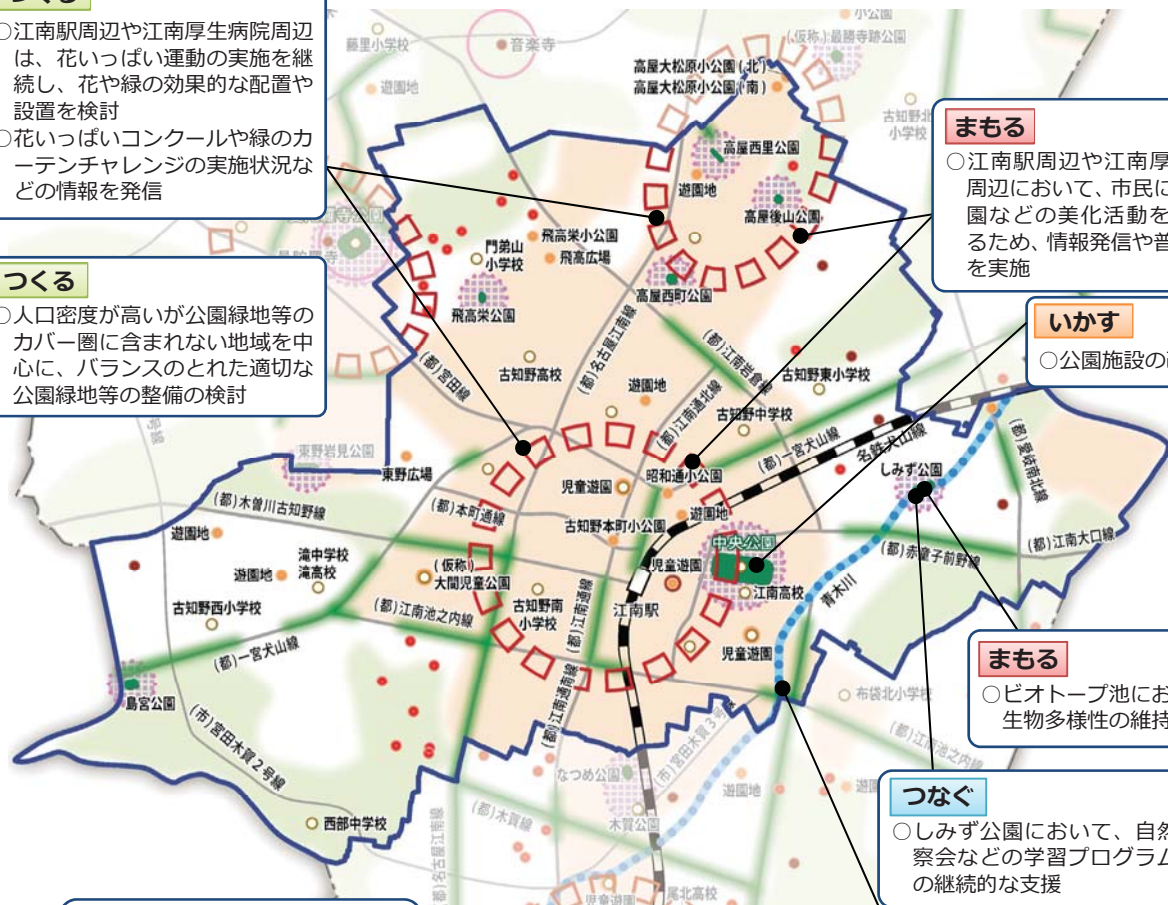 つくる
○江南駅周辺や江南厚生病院周辺
は、花いっぱい運動の実施を継
続し、花や緑の効果的な配置や
設置を検討
○花いっぱいコンクールや緑のカ
ーテンチャレンジの実施状況な
どの情報を発信
つくる
○人口密度が高いが公園緑地等の
カバー圏に含まれない地域を中
心に、バランスのとれた適切な
公園緑地等の整備の検討
まもる
○江南駅周辺や江南厚
周辺において、市民に
園などの美化活動を
るため、情報発信や普
を実施
いかす
○公園施設の
まもる
○ビオトープ池にお
生物多様性の維持
つなぐ
○しみず公園において、自然
察会などの学習プログラム
の継続的な支援
藤里小学校
音楽寺
小公園
(仮称)最勝寺跡公園
遊園地
高屋大松原小公園(北)
高屋大松原小公園(南)
古知野北
小学校
高屋西里公園
遊園地
高屋後山公園
門弟山
小学校
飛高栄小公園
飛高広場
飛高栄公園
高屋西町公園
(都)名古屋江南線
(都)江南岩倉線
(都)宮田線
古知野高校
遊園地
(都)江南通北線
古知野東小学校
古知野中学校
(都)一宮犬山線
名鉄犬山線
しみず公園
(都)愛岐南北線
号線
東野岩見公園
東野広場
昭和通小公園
児童遊園
(都)木曽川古知野線
(都)本町通線
古知野本町小公園
遊園地
遊園地
中央公園
(都)赤童子前野線
(都)江南大口線
滝中学校
滝高校
遊園地
(仮称)
大間児童公園
児童遊園
江南高校
青木川
古知野西小学校
(都)江南池之内線
古知野南
小学校
(都)江南通線
江南駅
児童遊園
(都)一宮犬山線
島宮公園
(都)江南通南線
布袋北小学校
(市)宮田木賀2号線
(市)宮田木賀3号線
(都)江南池之内線
なつめ公園
遊園地
西部中学校
(都)木賀線
木賀公園
(都)名古屋江南線
児童遊園
尾北高校